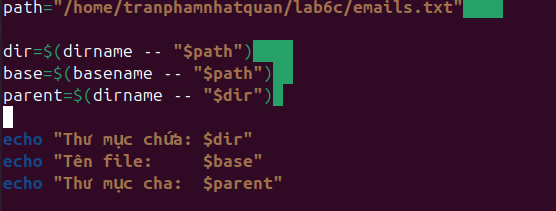 path="/home/tranphamnhatquan/lab6c/emails.txt"
dir=$(dirname -- "$path")
base=$(basename -- "$path")
parent=$(dirname -- "$dir")
echo "Thư mục chứa: $dir"
echo "Tên file:     $base"
echo "Thư mục cha:  $parent"